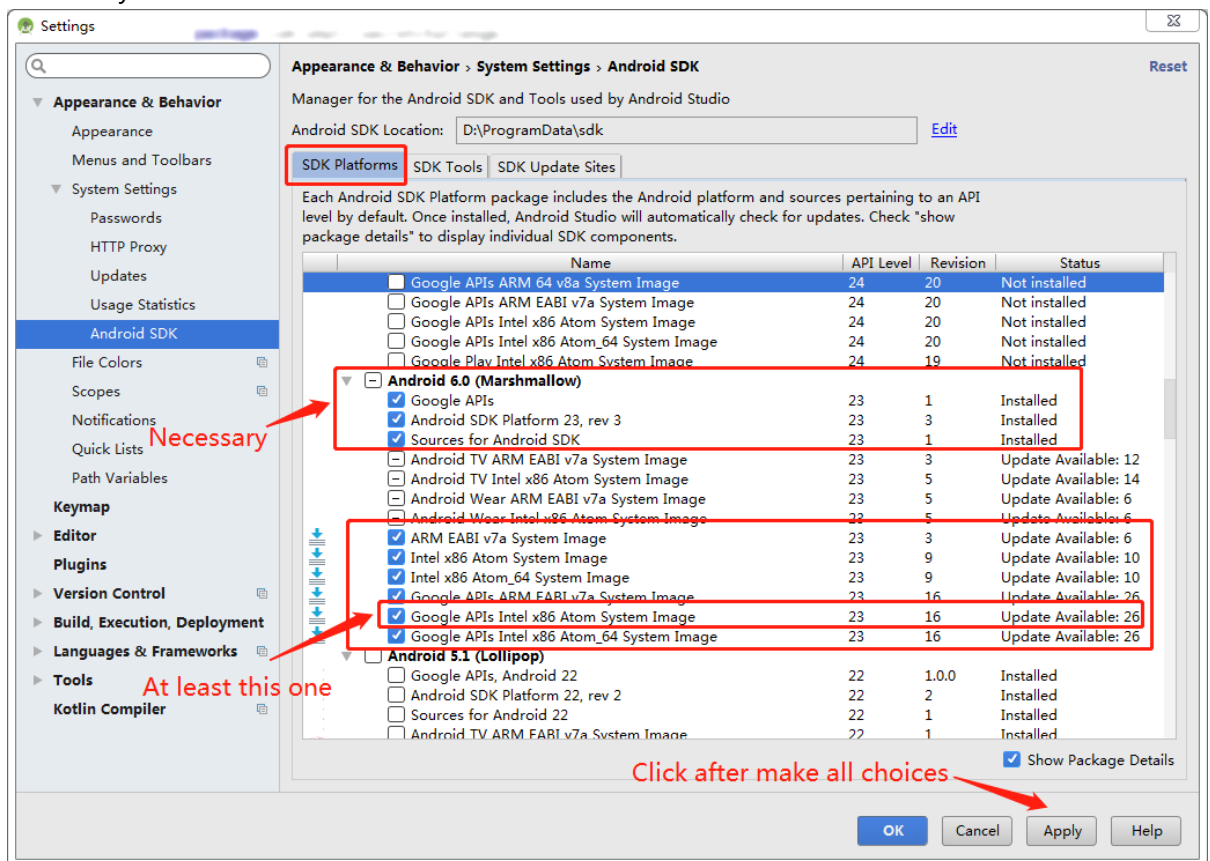 Settings
Appearance & Behavior › System Settings › Android SDK
Reset
Appearance & Behavior
Appearance
Menus and Toolbars
System Settings
Passwords
HTTP Proxy
Updates
Usage Statistics
Android SDK
File Colors
Scopes
Notifications
Quick Lists
Path Variables
Keymap
Editor
Plugins
Version Control
Build, Execution, Deployment
Languages & Frameworks
Tools
Kotlin Compiler
Manager for the Android SDK and Tools used by Android Studio
Android SDK Location: D:\ProgramData\sdk Edit
SDK Platforms SDK Tools SDK Update Sites
Each Android SDK Platform package includes the Android platform and sources pertaining to an API
level by default. Once installed, Android Studio will automatically check for updates. Check "show
package details" to display individual SDK components.
Name API Level Revision Status
Google APIs ARM 64 v8a System Image 24 20 Not installed
Google APIs ARM EABI v7a System Image 24 20 Not installed
Google APIs Intel x86 Atom System Image 24 20 Not installed
Google APIs Intel x86 Atom_64 System Image 24 20 Not installed
Google Play Intel x86 Atom System Image 24 19 Not installed
Android 6.0 (Marshmallow)
Google APIs 23 1 Installed
Android SDK Platform 23, rev 3 23 3 Installed
Sources for Android SDK 23 1 Installed
Android TV ARM EABI v7a System Image 23 3 Update Available: 12
Android TV Intel x86 Atom System Image 23 5 Update Available: 14
Android Wear ARM EABI v7a System Image 23 5 Update Available: 6
Android Wear Intel x86 Atom System Image 23 5 Update Available: 6
ARM EABI v7a System Image 23 3 Update Available: 6
Intel x86 Atom System Image 23 9 Update Available: 10
Intel x86 Atom_64 System Image 23 9 Update Available: 10
Google APIs ARM EABI v7a System Image 23 16 Update Available: 26
Google APIs Intel x86 Atom System Image 23 16 Update Available: 26
Google APIs Intel x86 Atom_64 System Image 23 16 Update Available: 26
Android 5.1 (Lollipop)
Google APIs, Android 22 22 1.0.0 Installed
Android SDK Platform 22, rev 2 22 2 Installed
Sources for Android 22 22 1 Installed
Android TV ARM EABI v7a System Image 22 1 Installed
Necessary
At least this one
Show Package Details
Click after make all choices
OK Cancel Apply Help